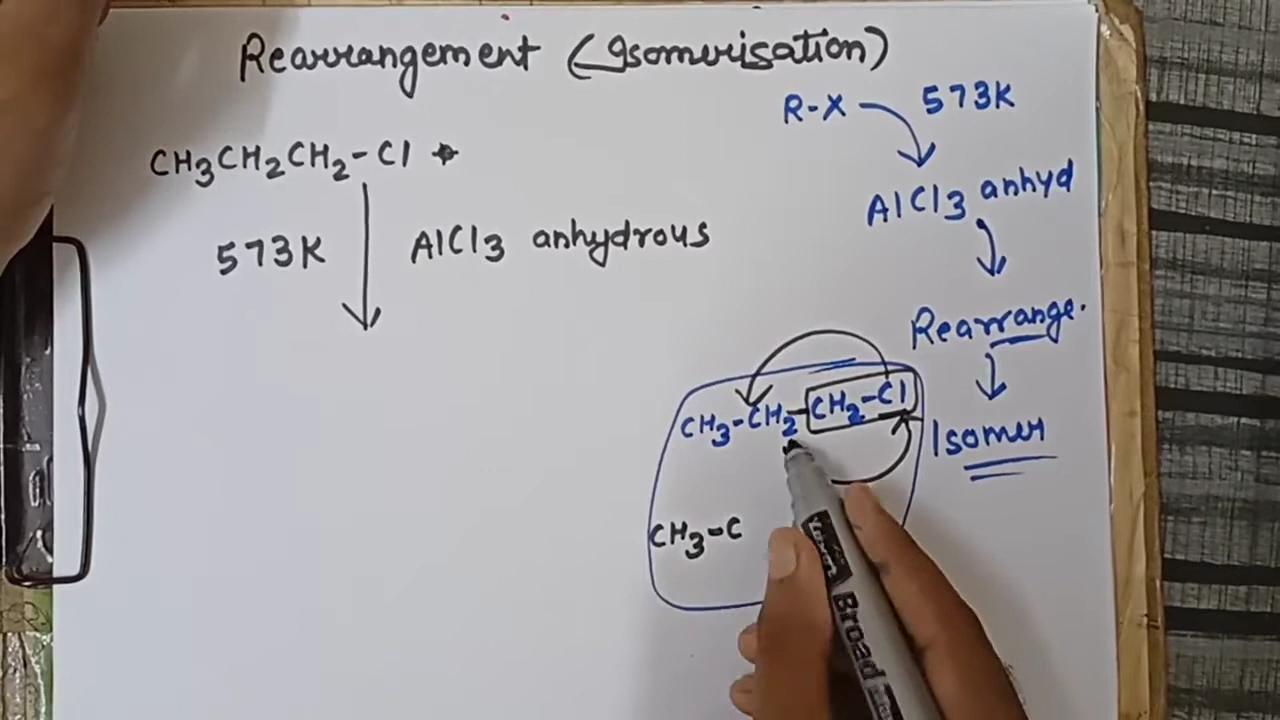 Rearrangement (Isomerisation)
CH3CH2CH2-Cl
573K AlCl3 anhydrous
R-X 573K
AlCl3 anhyd
Rearrange.
Isomer
CH3-CH2-CH2-Cl
CH3-C
Broad